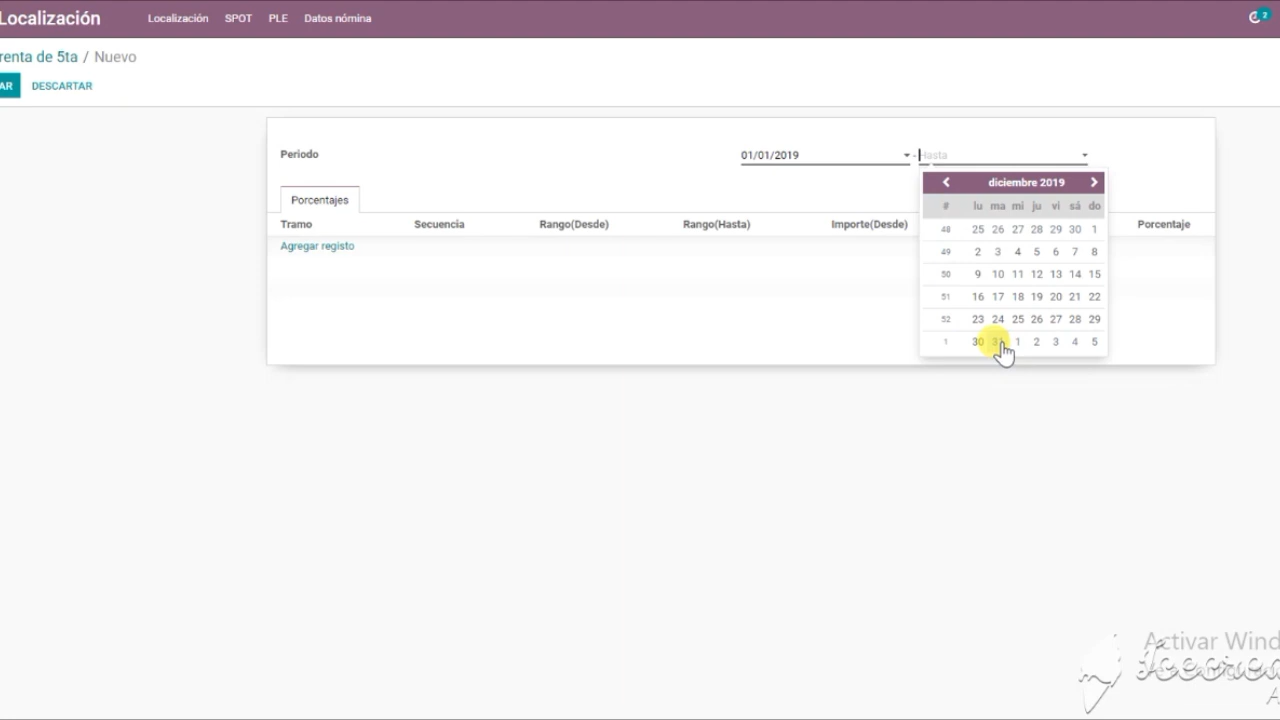 Localización Localización SPOT PLE Datos nómina 2
renta de 5ta / Nuevo
AR DESCARTAR
Periodo 01/01/2019 - Hasta
diciembre 2019
# lu ma mi ju vi sá do
48 25 26 27 28 29 30 1
49 2 3 4 5 6 7 8
50 9 10 11 12 13 14 15
51 16 17 18 19 20 21 22
52 23 24 25 26 27 28 29
1 30 31 1 2 3 4 5
Porcentajes
Tramo Secuencia Rango(Desde) Rango(Hasta) Importe(Desde) Porcentaje
Agregar registo
Activar Wind